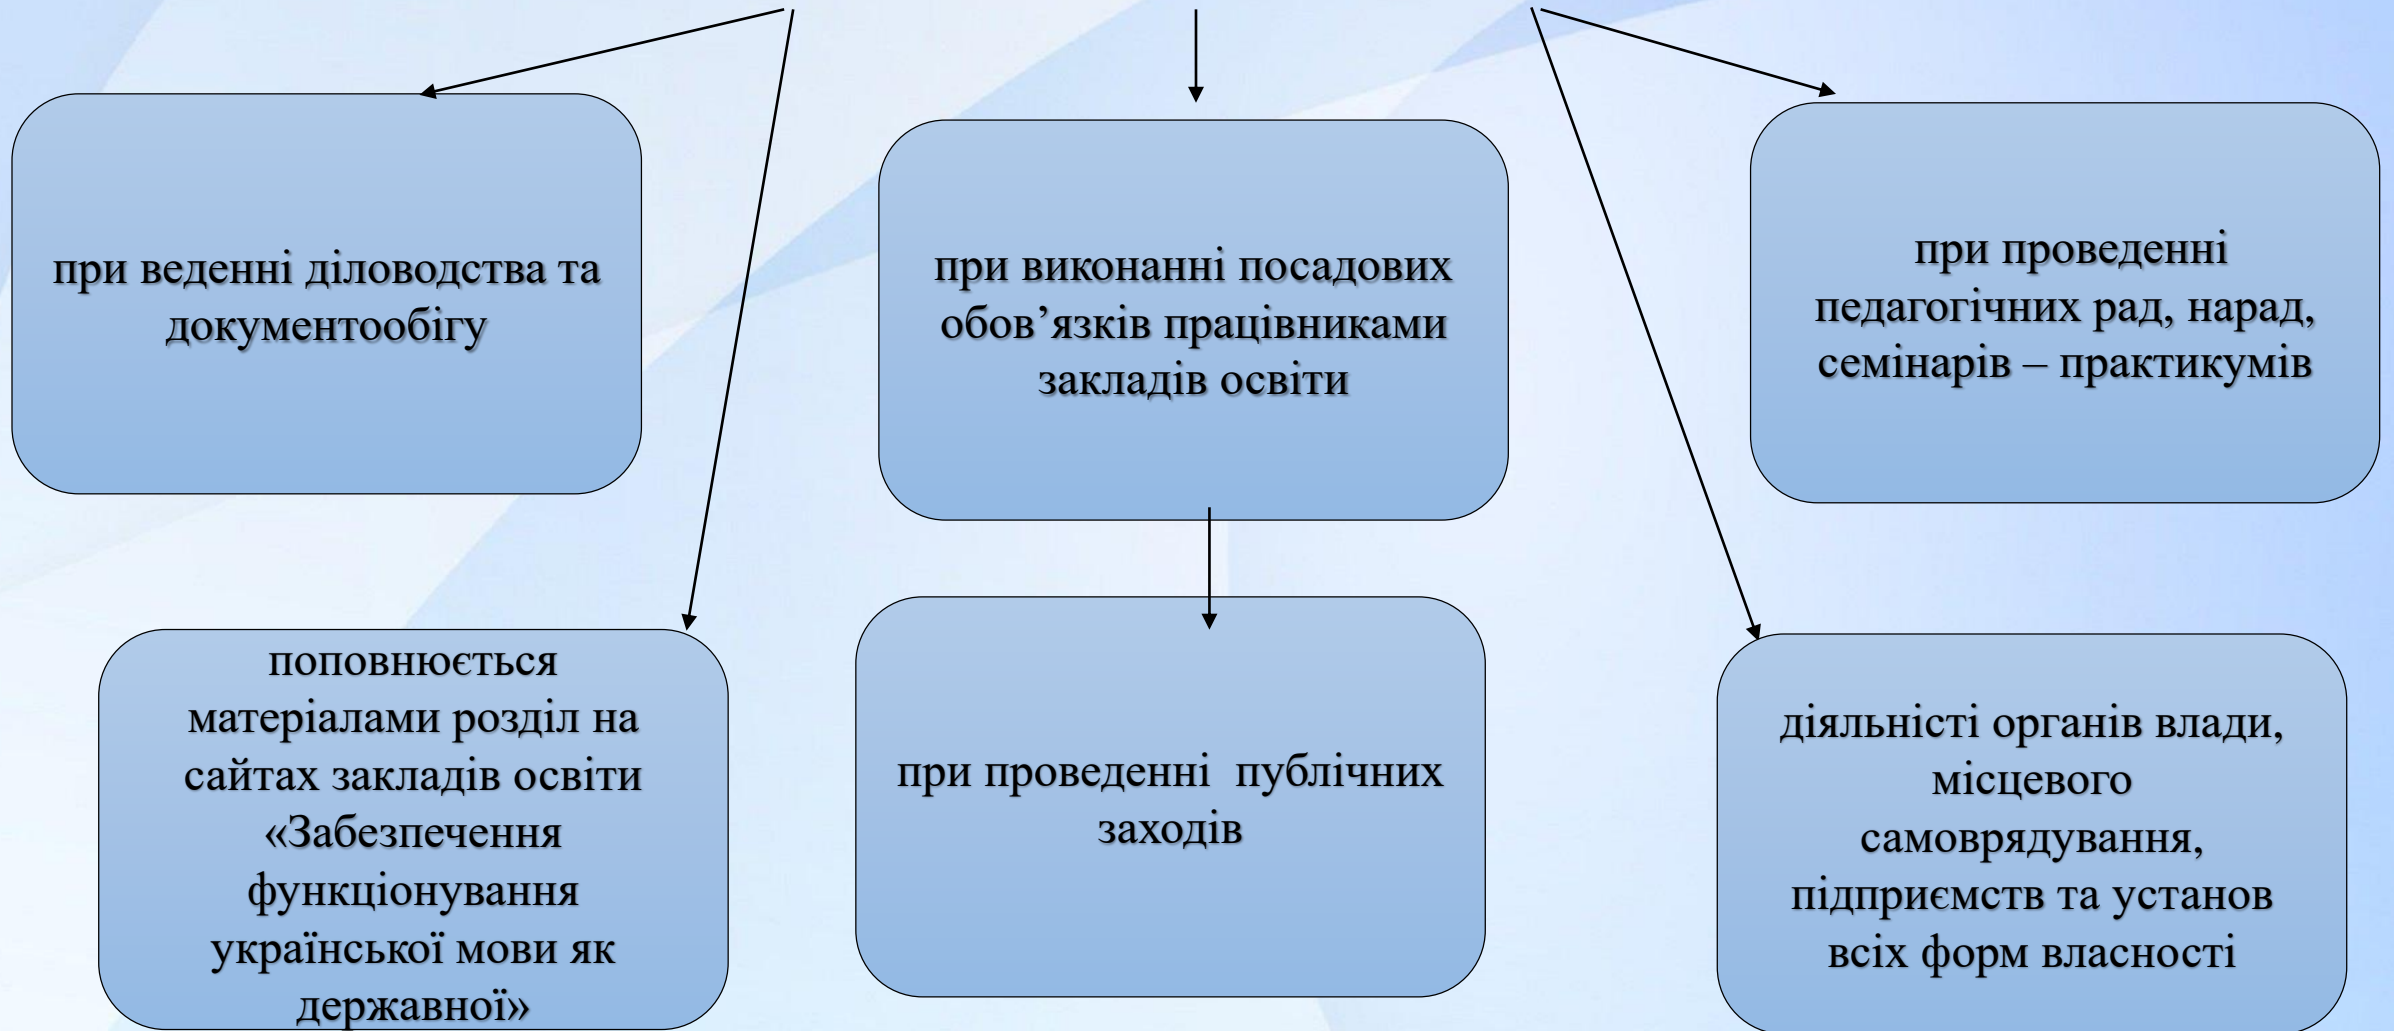 при веденні діловодства та
документообігу
при виконанні посадових
обов’язків працівниками
закладів освіти
при проведенні
педагогічних рад, нарад,
семінарів – практикумів
поповнюється
матеріалами розділ на
сайтах закладів освіти
«Забезпечення
функціонування
української мови як
державної»
при проведенні  публічних
заходів
діяльністі органів влади,
місцевого
самоврядування,
підприємств та установ
всіх форм власності